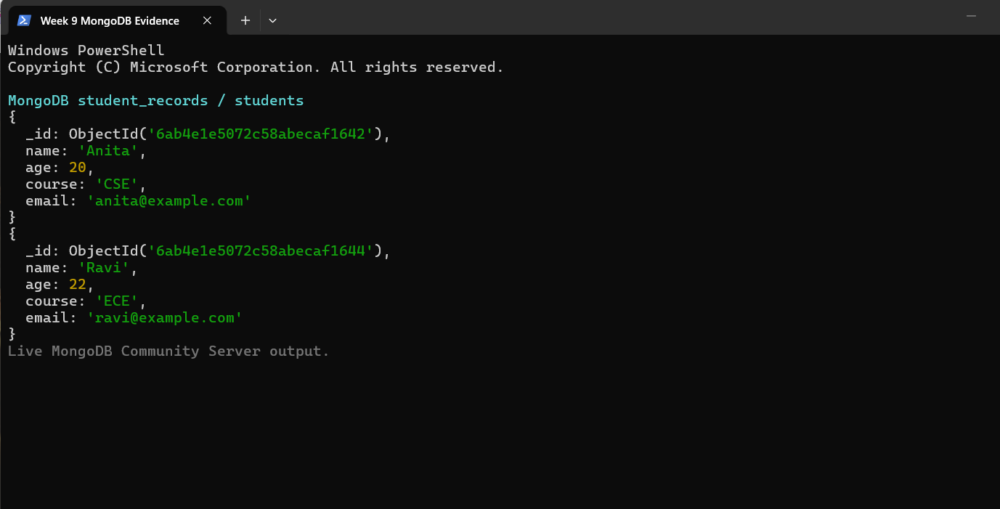 Week 9 MongoDB Evidence
Windows PowerShell
Copyright (C) Microsoft Corporation. All rights reserved.
MongoDB student_records / students
{
  _id: ObjectId('6ab4e1e5072c58abecaf1642'),
  name: 'Anita',
  age: 20,
  course: 'CSE',
  email: 'anita@example.com'
}
{
  _id: ObjectId('6ab4e1e5072c58abecaf1644'),
  name: 'Ravi',
  age: 22,
  course: 'ECE',
  email: 'ravi@example.com'
}
Live MongoDB Community Server output.